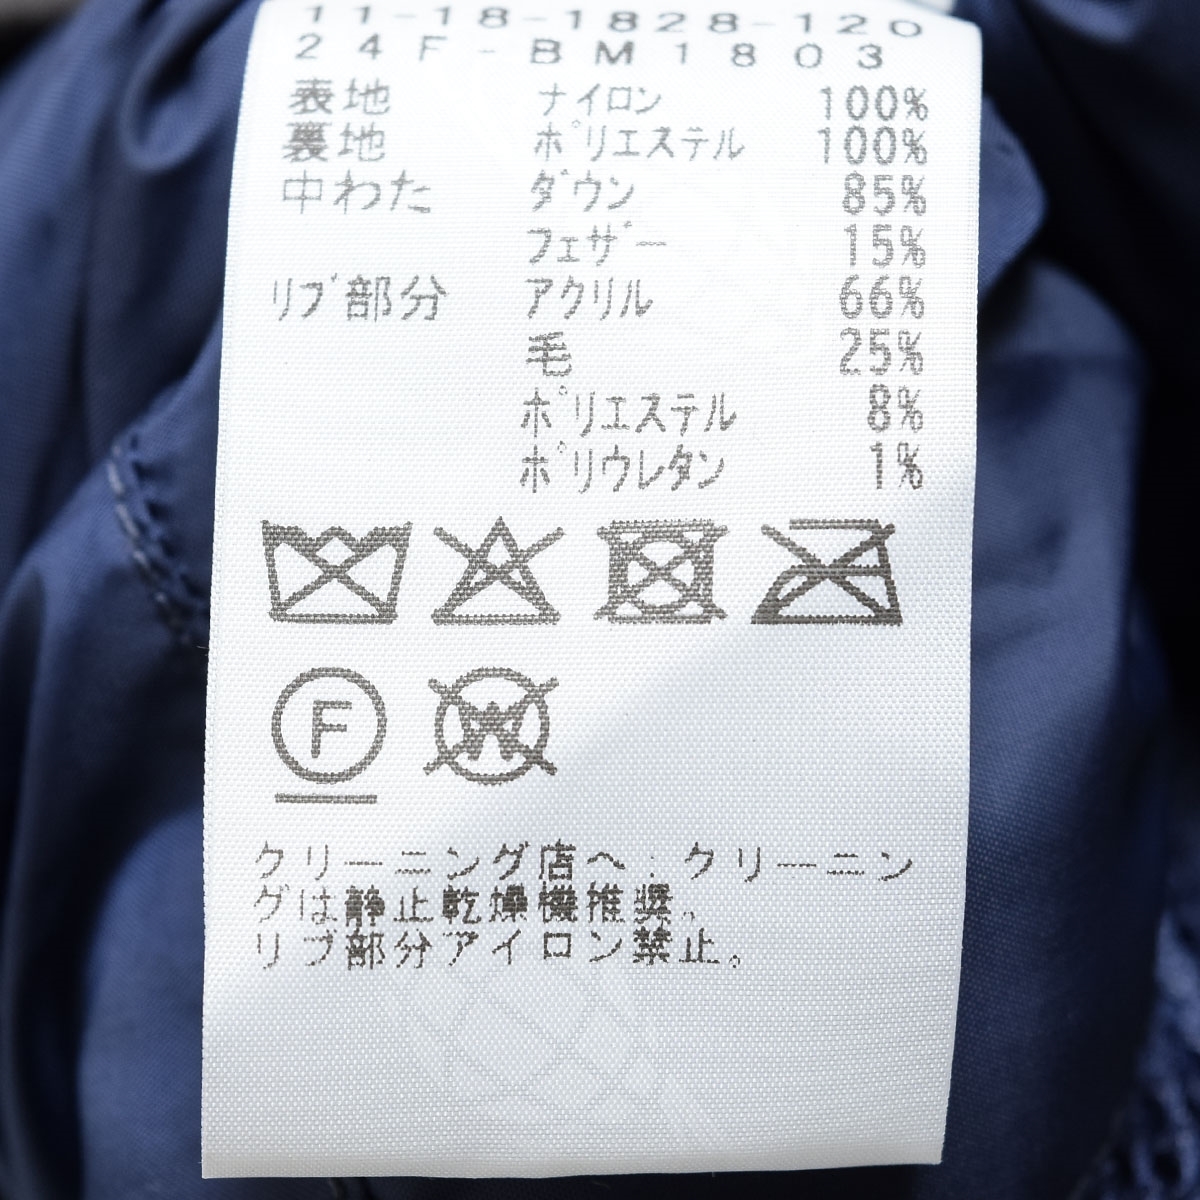 11-18-1828-120
24F-BM1803
表地 ナイロン 100%
裏地 ポリエステル 100%
中わた ダウン 85%
フェザー 15%
リブ部分 アクリル 66%
毛 25%
ポリエステル 8%
ポリウレタン 1%
F W
クリーニング店へ:クリーニン
グは静止乾燥機推奨。
リブ部分アイロン禁止。